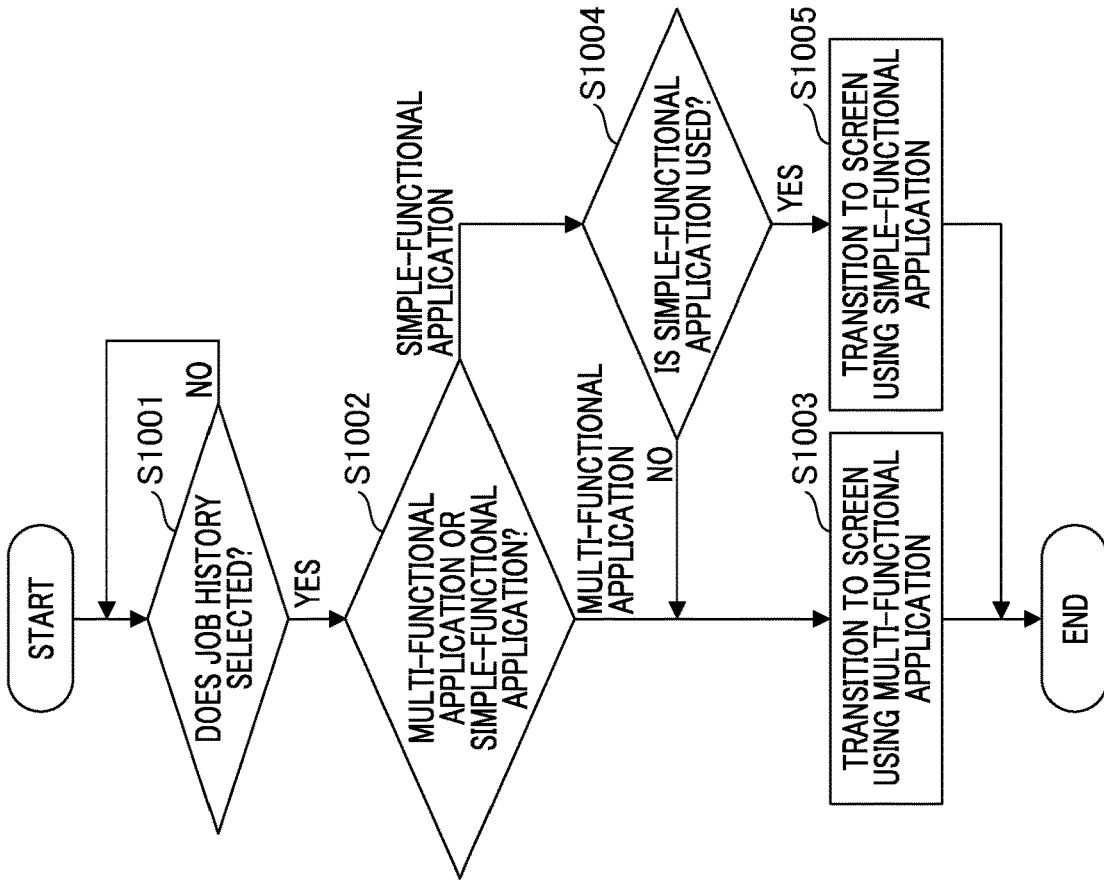 START
S1001
DOES JOB HISTORY
SELECTED?
NO
YES
S1002
MULTI-FUNCTIONAL
APPLICATION OR
SIMPLE-FUNCTIONAL
APPLICATION?
SIMPLE-FUNCTIONAL
APPLICATION
MULTI-FUNCTIONAL
APPLICATION
S1004
IS SIMPLE-FUNCTIONAL
APPLICATION USED?
NO
YES
S1003
TRANSITION TO SCREEN
USING MULTI-FUNCTIONAL
APPLICATION
S1005
TRANSITION TO SCREEN
USING SIMPLE-FUNCTIONAL
APPLICATION
END